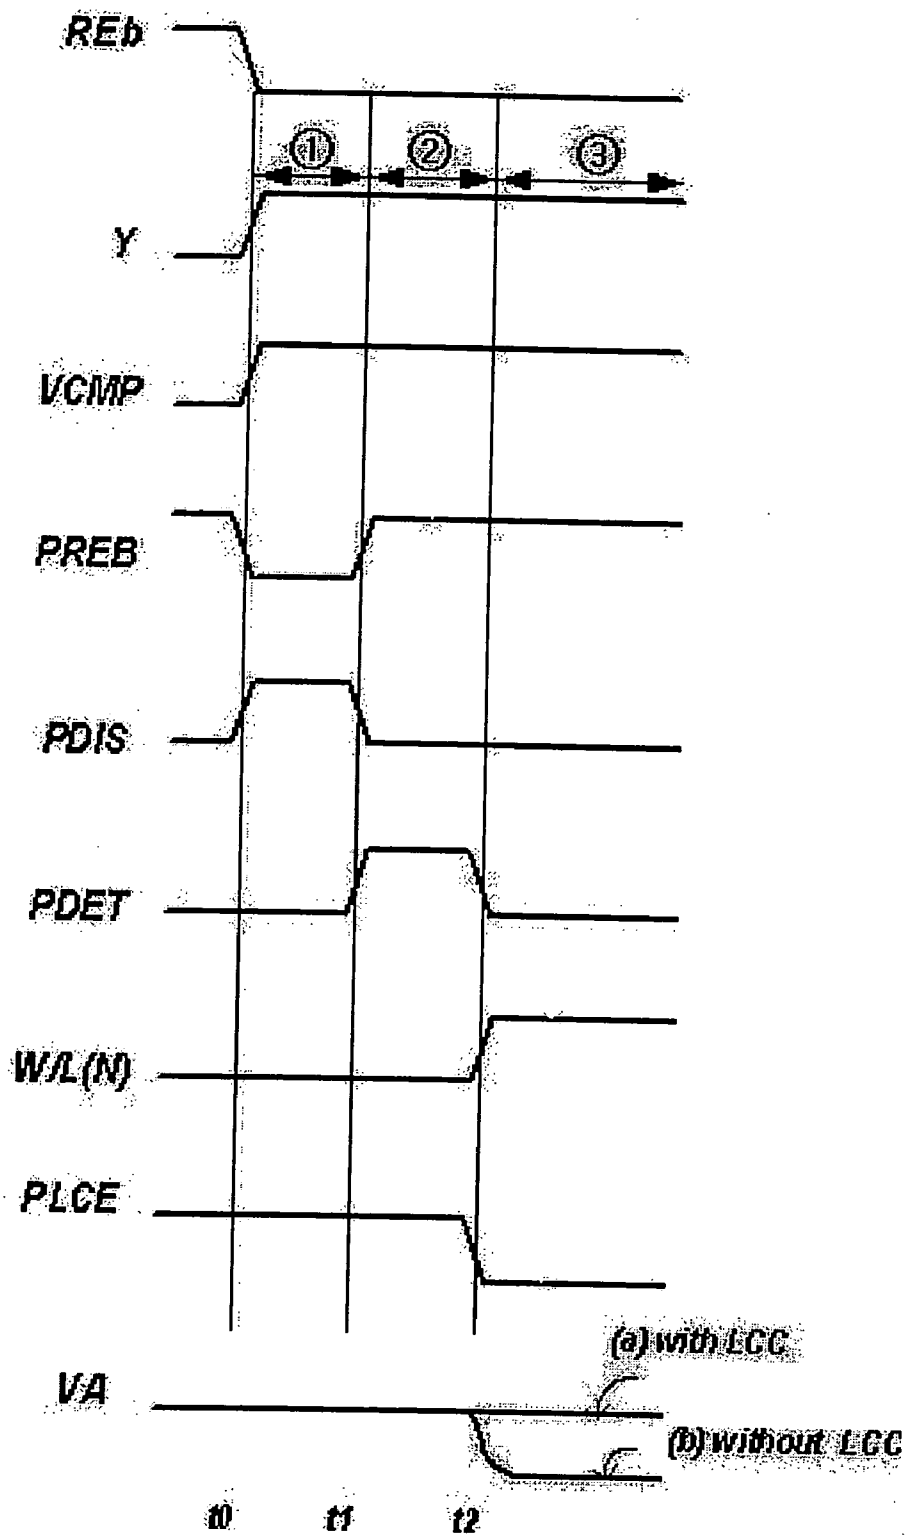 REb
① ② ③
Y
VCMP
PREB
PDIS
PDET
W/L(N)
PLCE
(a) with LCC
VA
(b) without LCC
t0 t1 t2